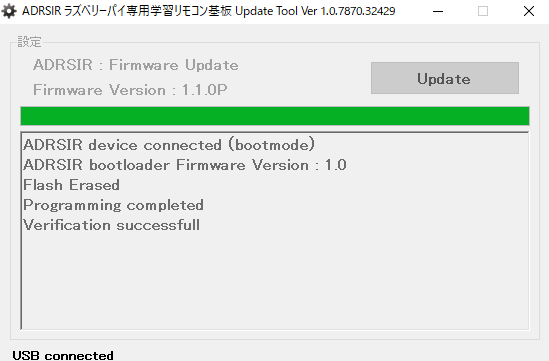 ADRSIR ラズベリーパイ専用学習リモコン基板 Update Tool Ver 1.0.7870.32429
設定
ADRSIR : Firmware Update
Firmware Version : 1.1.0P
Update
ADRSIR device connected (bootmode)
ADRSIR bootloader Firmware Version : 1.0
Flash Erased
Programming completed
Verification successfull
USB connected